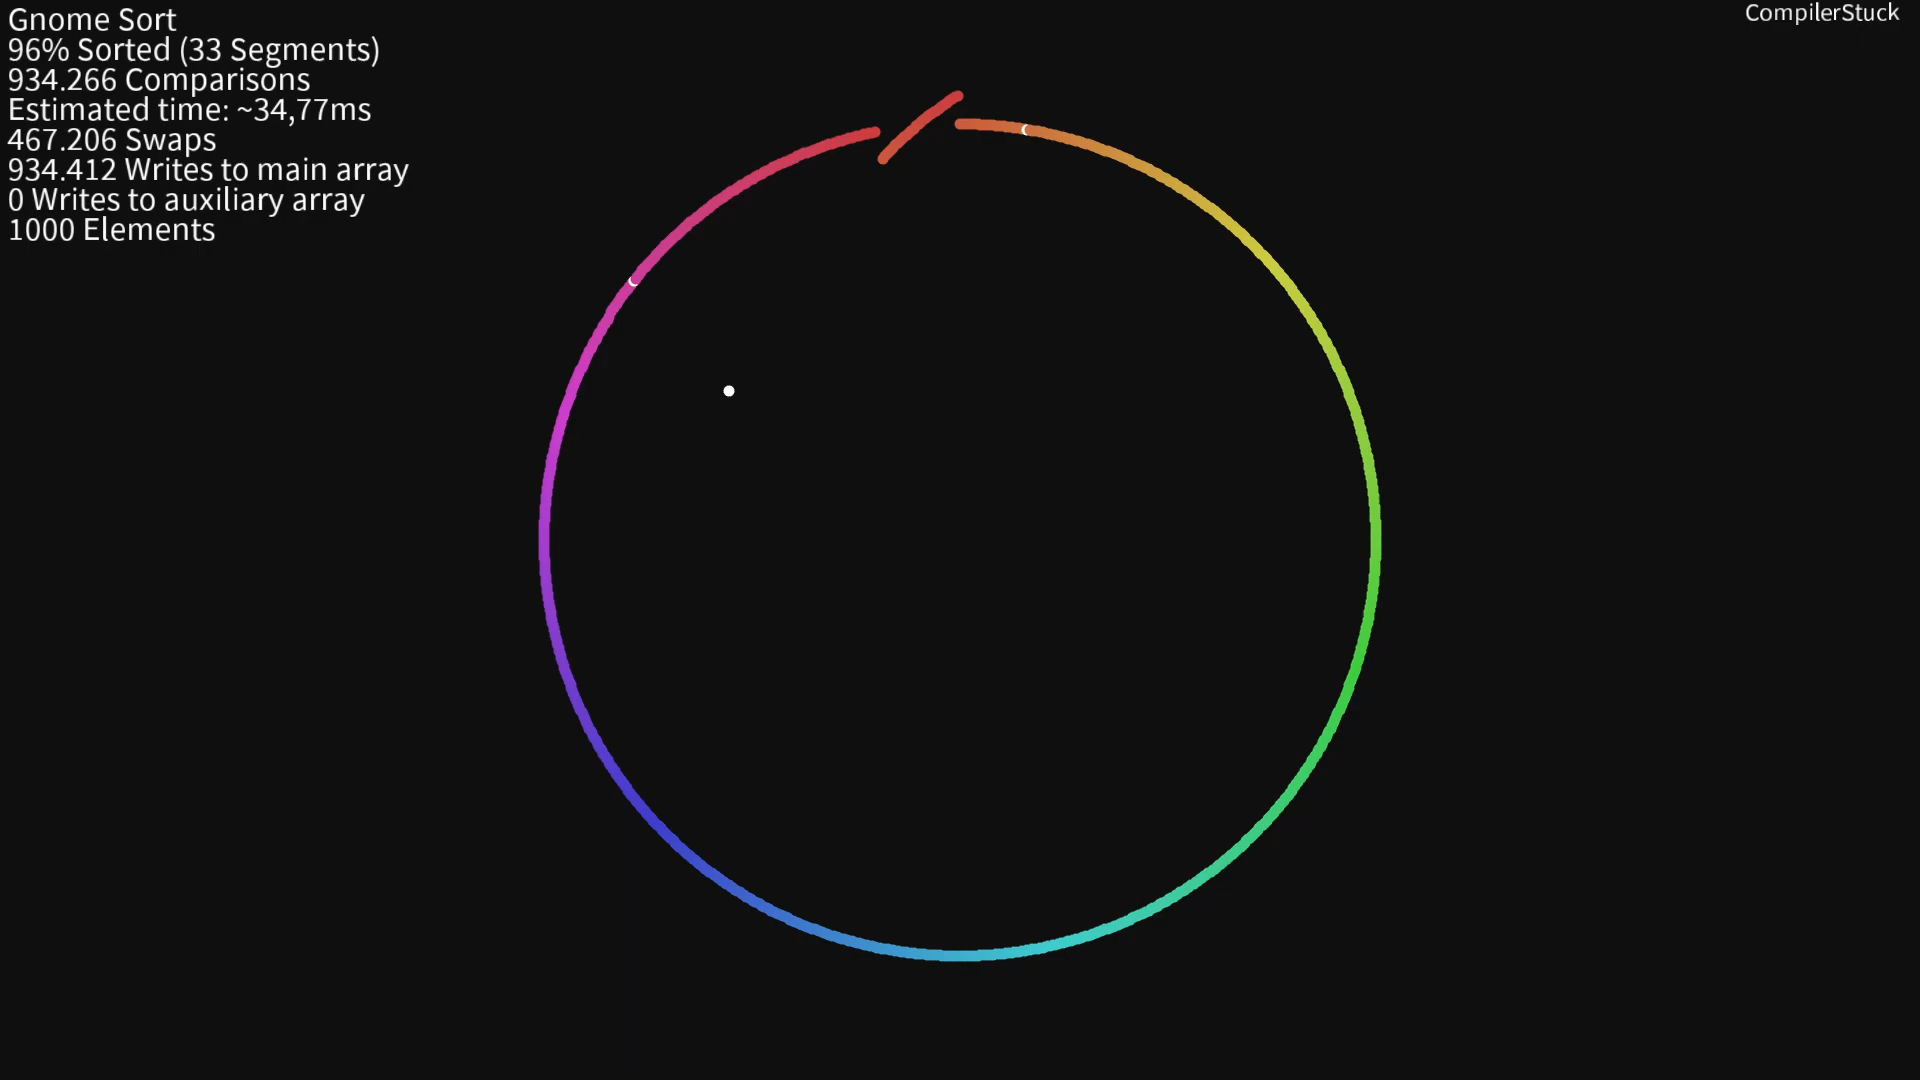 Gnome Sort
CompilerStuck
96% Sorted (33 Segments)
934.266 Comparisons
Estimated time: ~34,77ms
467.206 Swaps
934.412 Writes to main array
0 Writes to auxiliary array
1000 Elements